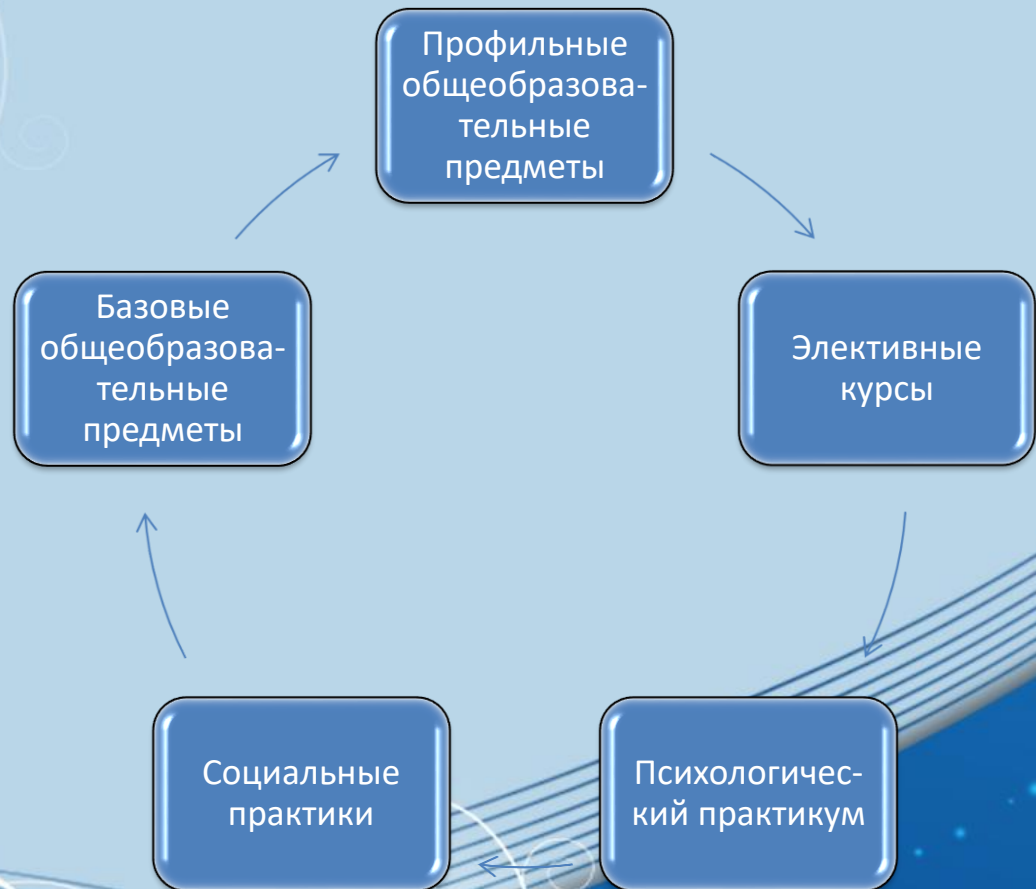 Профильные
общеобразова-
тельные
предметы
Базовые
общеобразова-
тельные
предметы
Элективные
курсы
Социальные
практики
Психологичес-
кий практикум